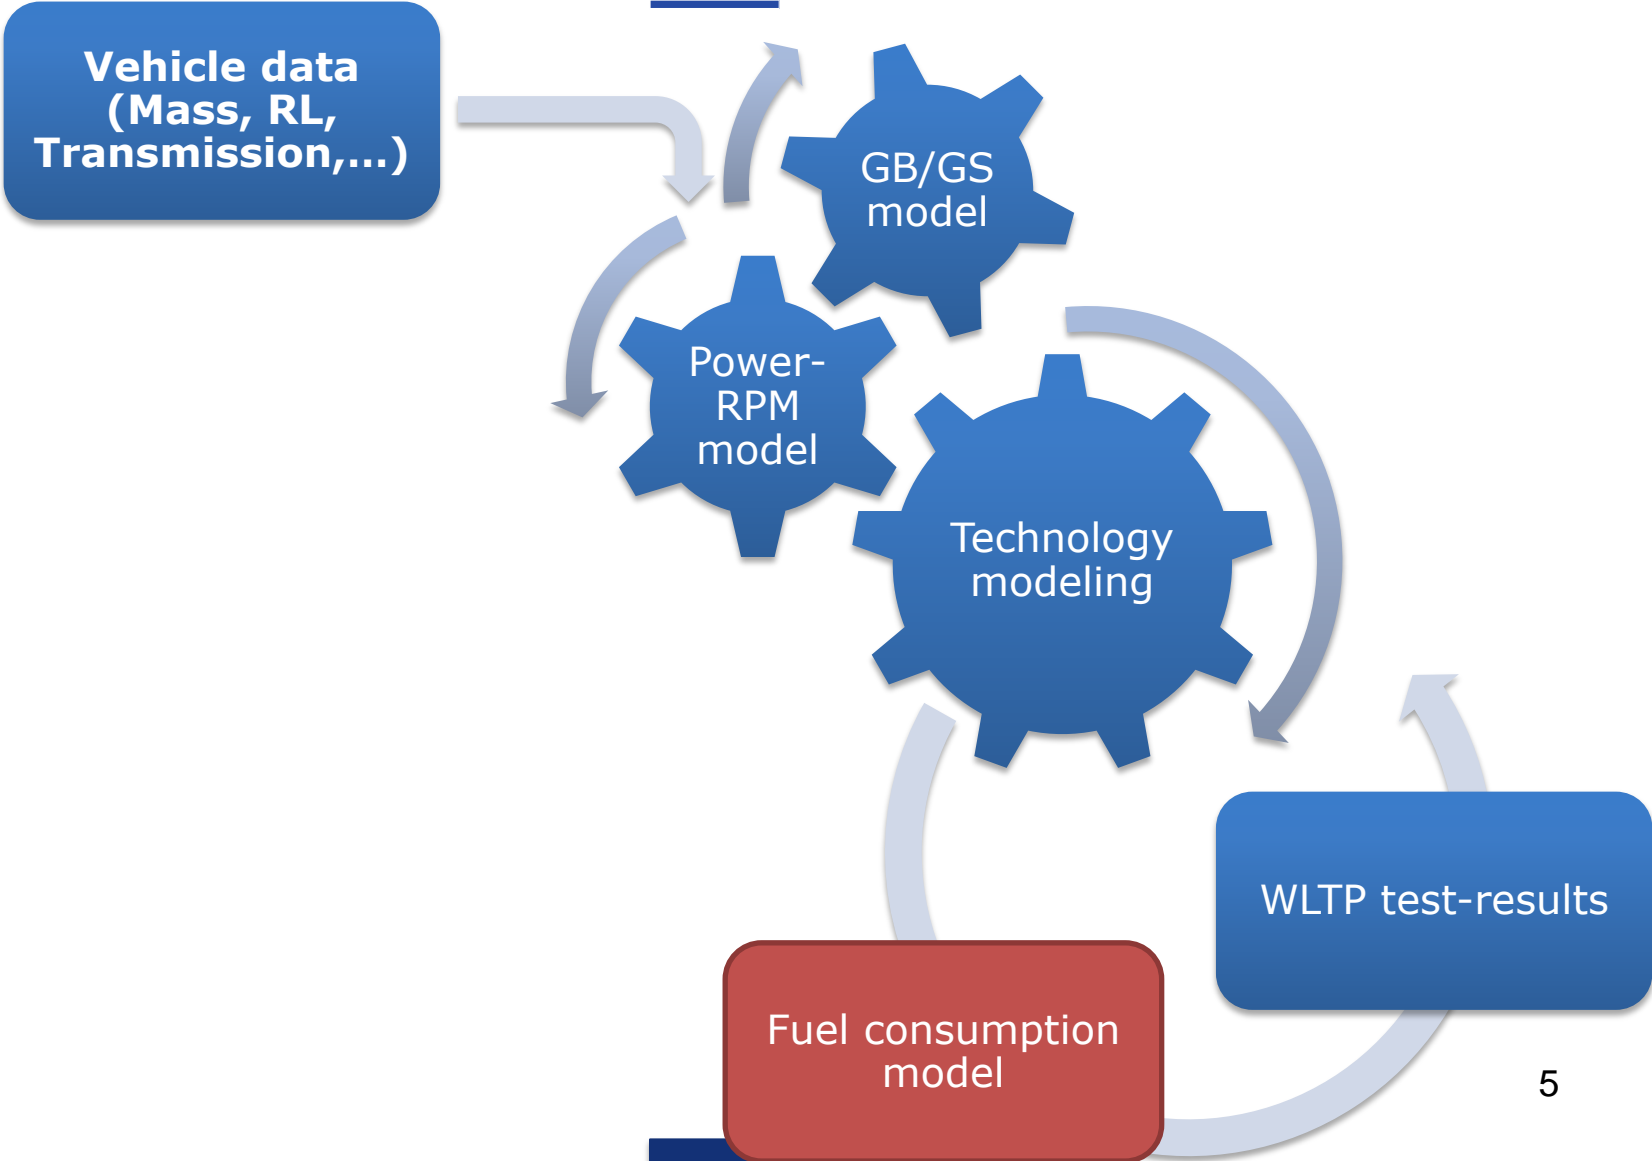 Vehicle data
(Mass, RL,
Transmission,...)
GB/GS
model
Power-
RPM
model
Technology
modeling
WLTP test-results
Fuel consumption
model
5